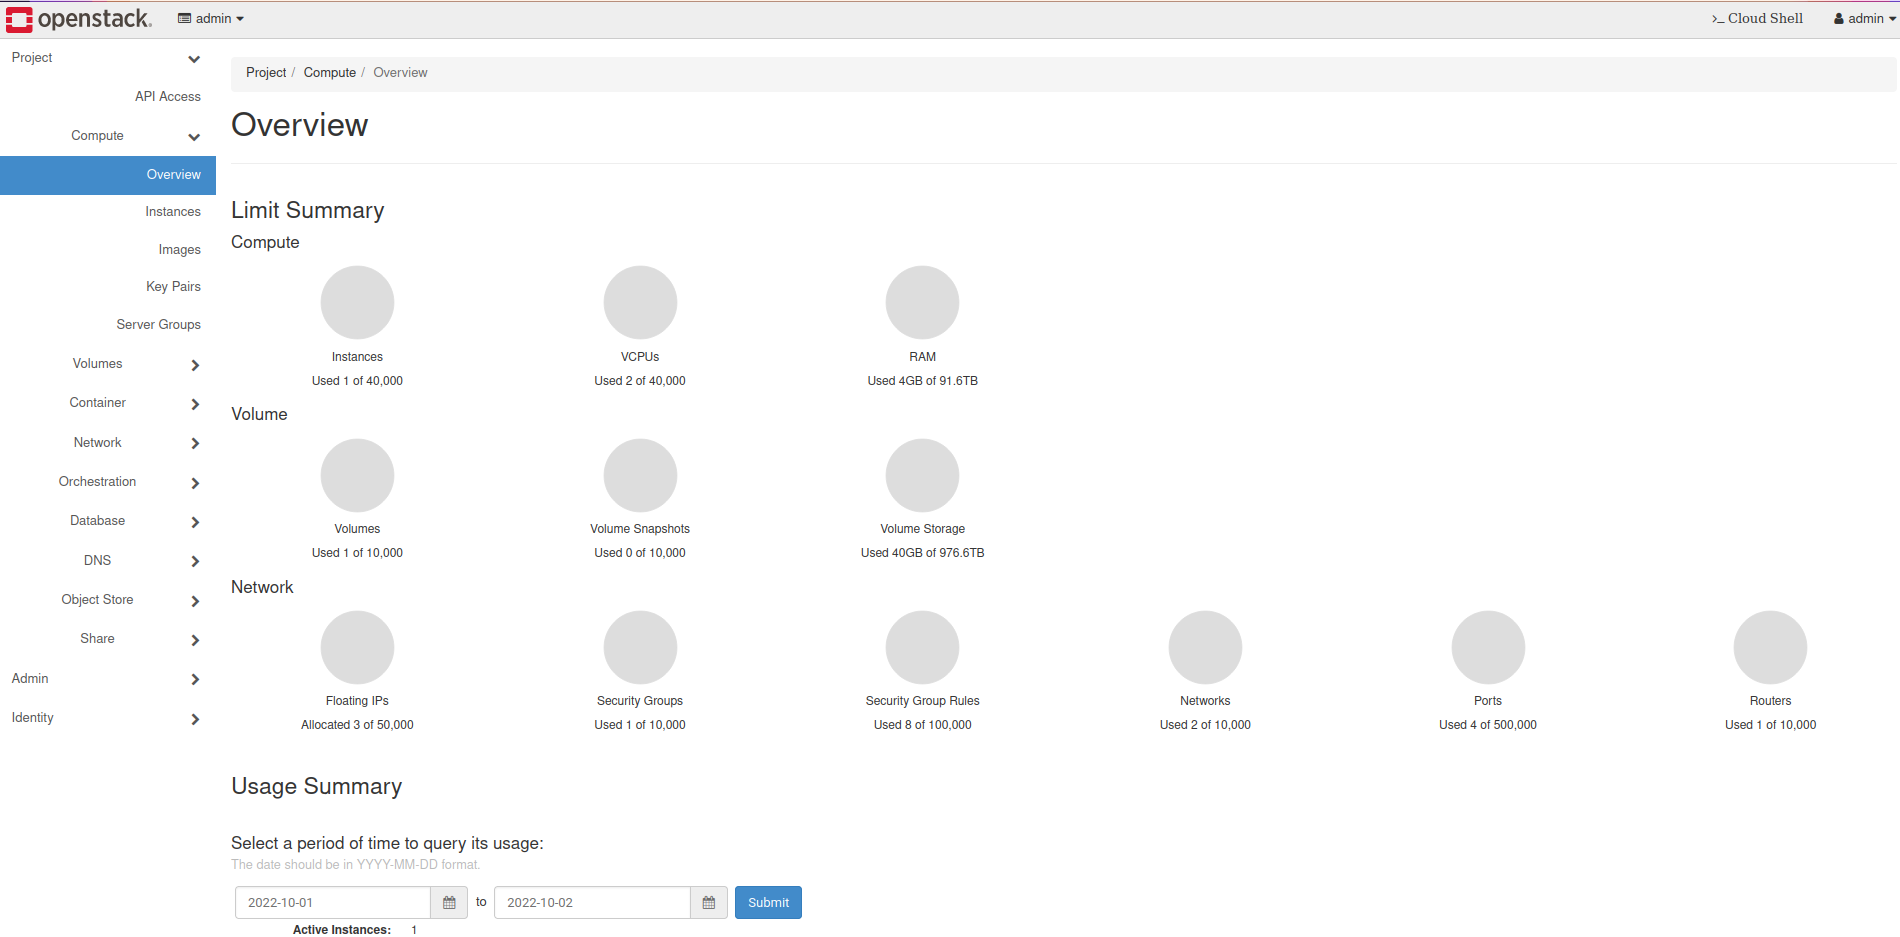 openstack. admin >_ Cloud Shell admin
Project
API Access
Compute
Overview
Instances
Images
Key Pairs
Server Groups
Volumes
Container
Network
Orchestration
Database
DNS
Object Store
Share
Admin
Identity
Project / Compute / Overview
Overview
Limit Summary
Compute
Instances
Used 1 of 40,000
VCPUs
Used 2 of 40,000
RAM
Used 4GB of 91.6TB
Volume
Volumes
Used 1 of 10,000
Volume Snapshots
Used 0 of 10,000
Volume Storage
Used 40GB of 976.6TB
Network
Floating IPs
Allocated 3 of 50,000
Security Groups
Used 1 of 10,000
Security Group Rules
Used 8 of 100,000
Networks
Used 2 of 10,000
Ports
Used 4 of 500,000
Routers
Used 1 of 10,000
Usage Summary
Select a period of time to query its usage:
The date should be in YYYY-MM-DD format.
2022-10-01 to 2022-10-02 Submit
Active Instances: 1